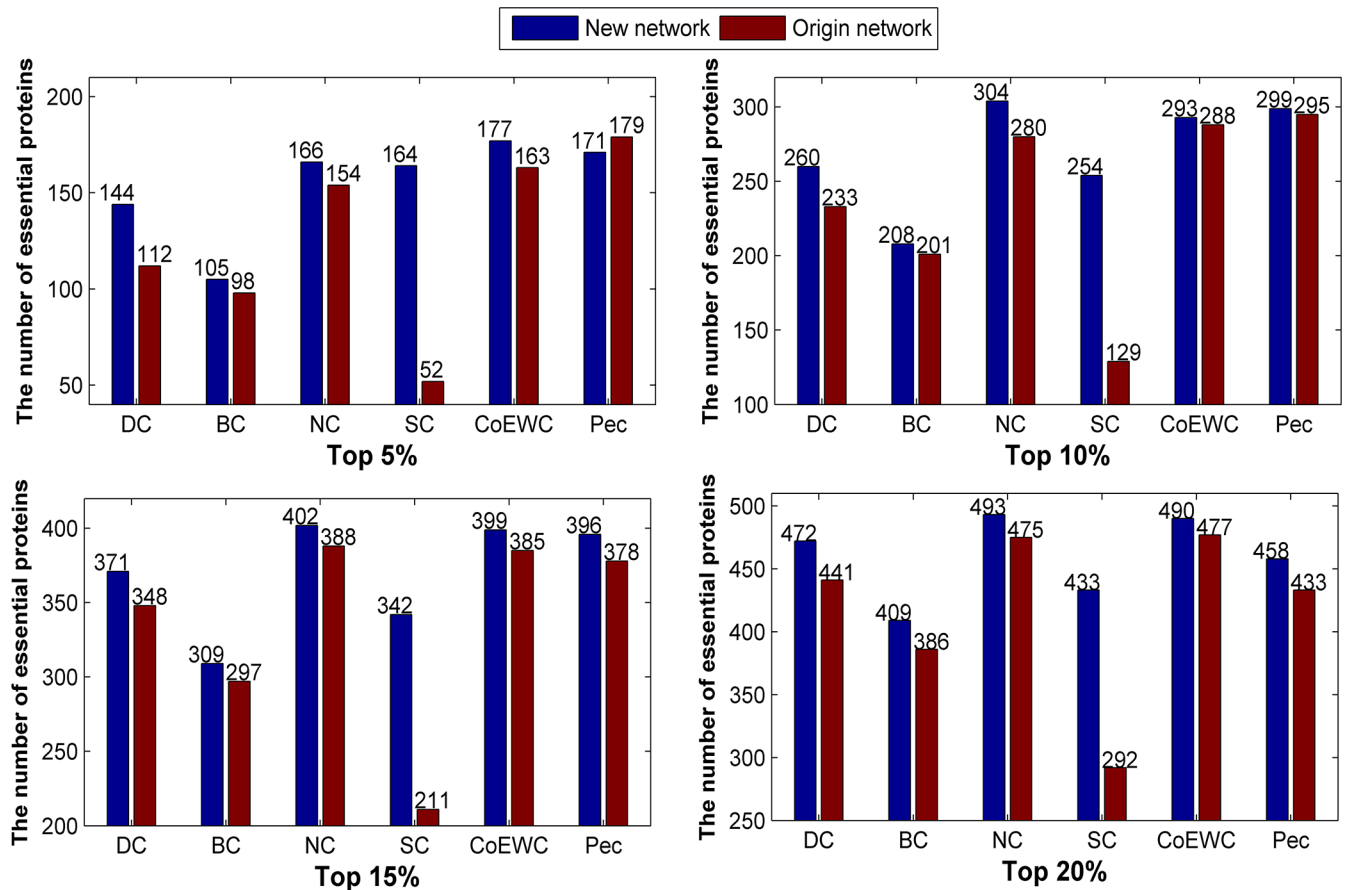 New network Origin network
The number of essential proteins
200
150
100
50
144 112 105 98 166 154 164 52 177 163 171 179
DC BC NC SC CoEWC Pec
Top 5%
The number of essential proteins
300
250
200
150
100
260 233 208 201 304 280 254 129 293 288 299 295
DC BC NC SC CoEWC Pec
Top 10%
The number of essential proteins
400
350
300
250
200
371 348 309 297 402 388 342 211 399 385 396 378
DC BC NC SC CoEWC Pec
Top 15%
The number of essential proteins
500
450
400
350
300
250
472 441 409 386 493 475 433 292 490 477 458 433
DC BC NC SC CoEWC Pec
Top 20%